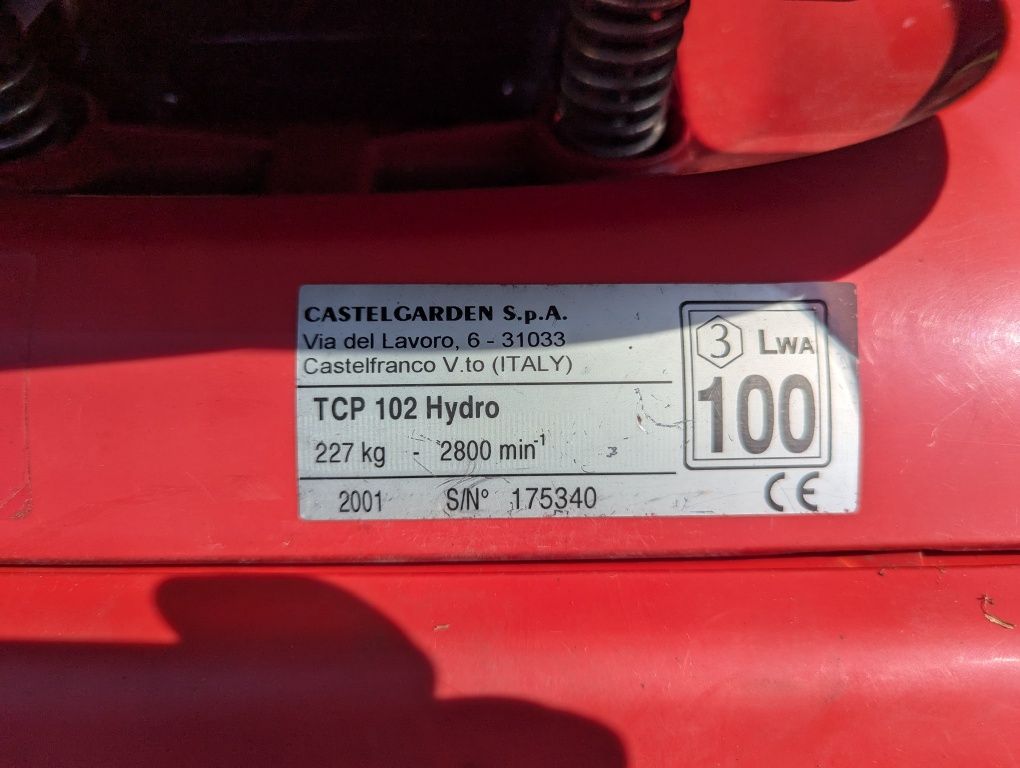 CASTELGARDEN S.p.A.
Via del Lavoro, 6 - 31033
Castelfranco V.to (ITALY)
TCP 102 Hydro
227 kg - 2800 min⁻¹
2001 S/N° 175340
3 LWA
100
CE